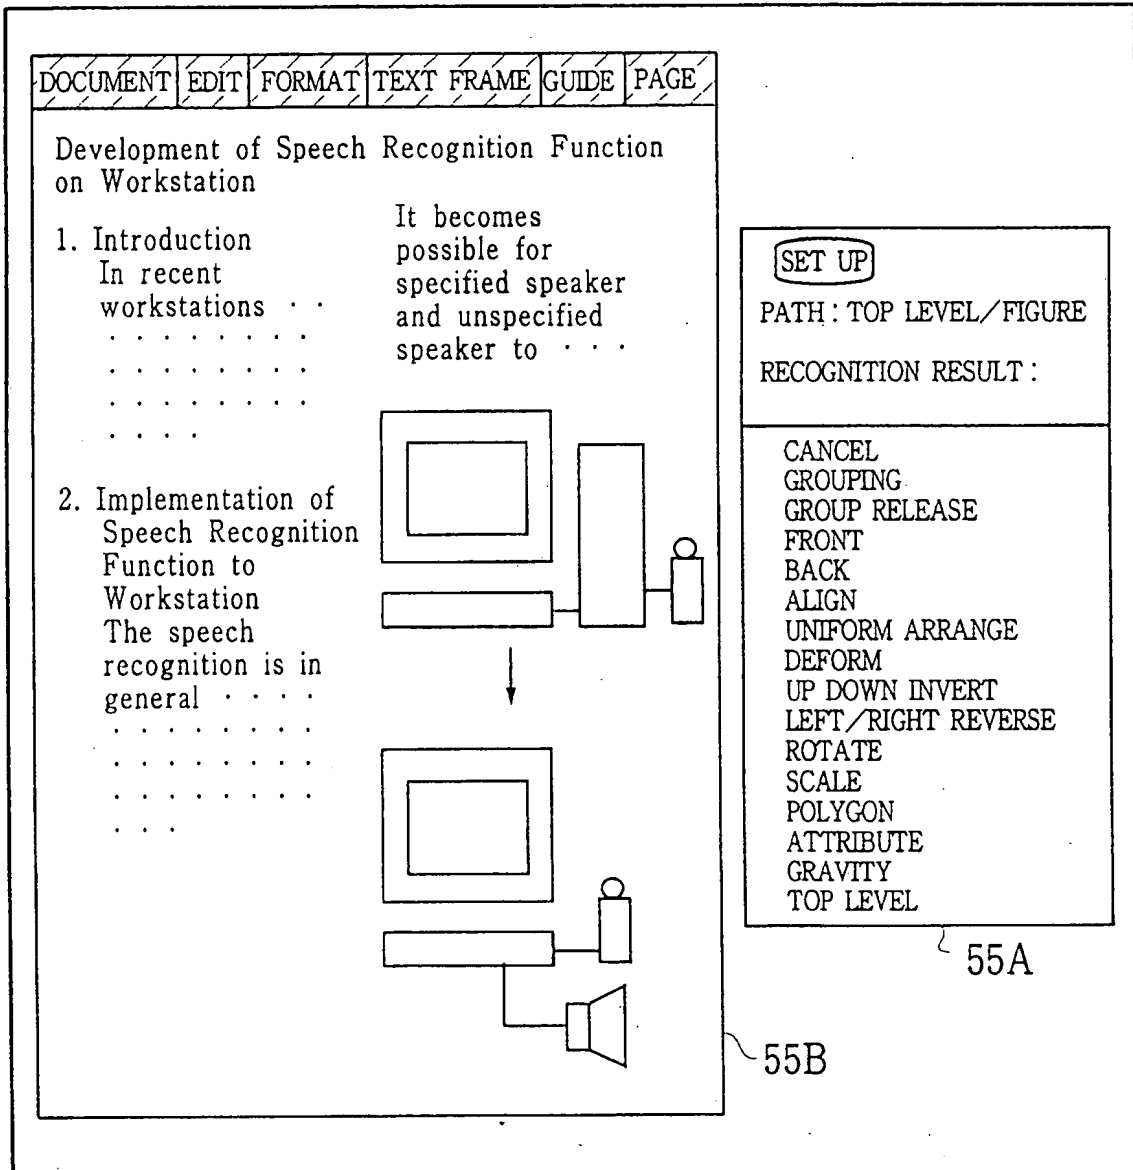 DOCUMENT EDIT FORMAT TEXT FRAME GUIDE PAGE
Development of Speech Recognition Function
on Workstation
1. Introduction
In recent
workstations · ·
· · · · · · · ·
· · · · · · · ·
· · · · · · · ·
· · · ·
2. Implementation of
Speech Recognition
Function to
Workstation
The speech
recognition is in
general · · · ·
· · · · · · · ·
· · · · · · · ·
· · · · · · · ·
· · ·
It becomes
possible for
specified speaker
and unspecified
speaker to · · ·
SET UP
PATH : TOP LEVEL/FIGURE
RECOGNITION RESULT :
CANCEL
GROUPING
GROUP RELEASE
FRONT
BACK
ALIGN
UNIFORM ARRANGE
DEFORM
UP DOWN INVERT
LEFT/RIGHT REVERSE
ROTATE
SCALE
POLYGON
ATTRIBUTE
GRAVITY
TOP LEVEL
55A
55B